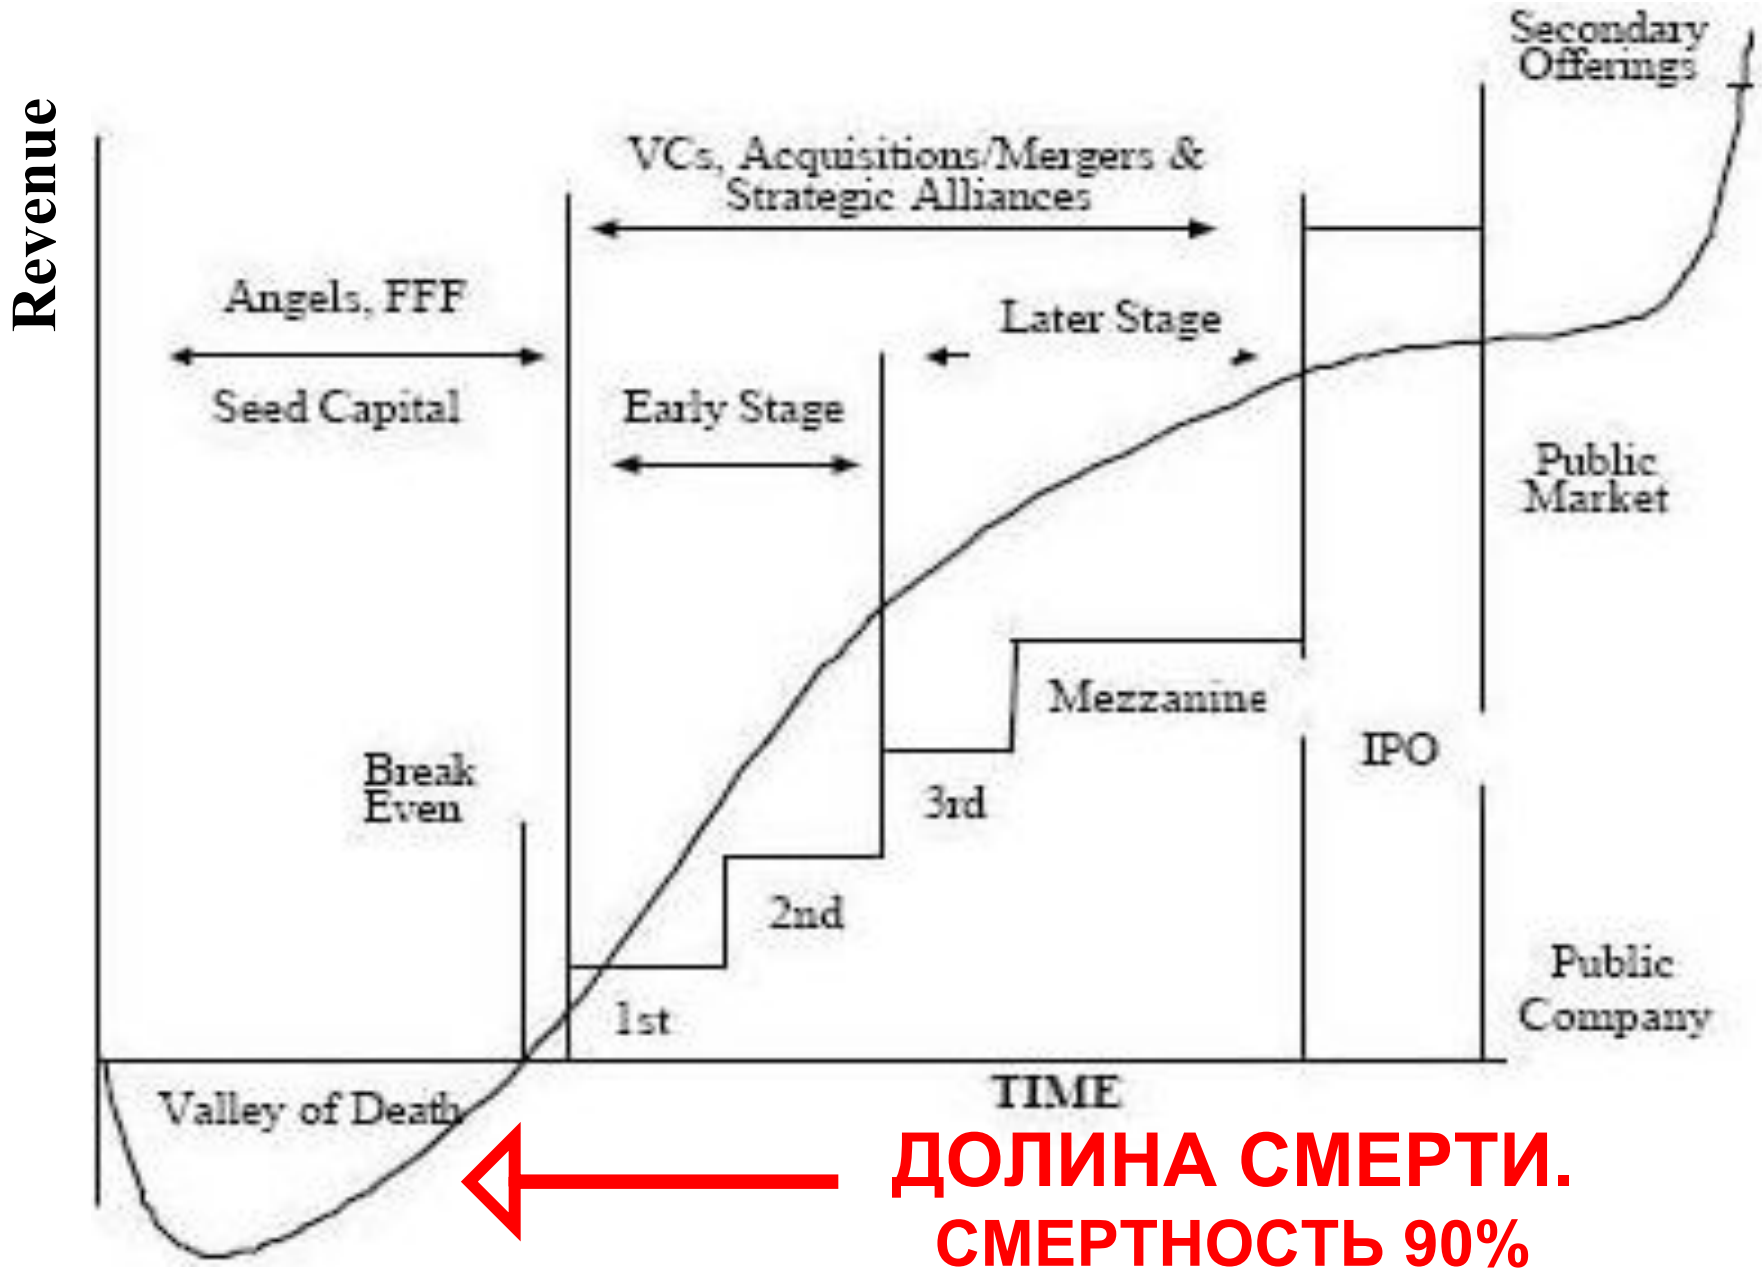 Revenue
Secondary
Offerings
VCs, Acquisitions/Mergers &
Strategic Alliances
Angels, FFF
Seed Capital
Later Stage
Early Stage
Public
Market
Mezzanine
IPO
Break
Even
3rd
2nd
1st
Public
Company
Valley of Death
TIME
ДОЛИНА СМЕРТИ.
СМЕРТНОСТЬ 90%